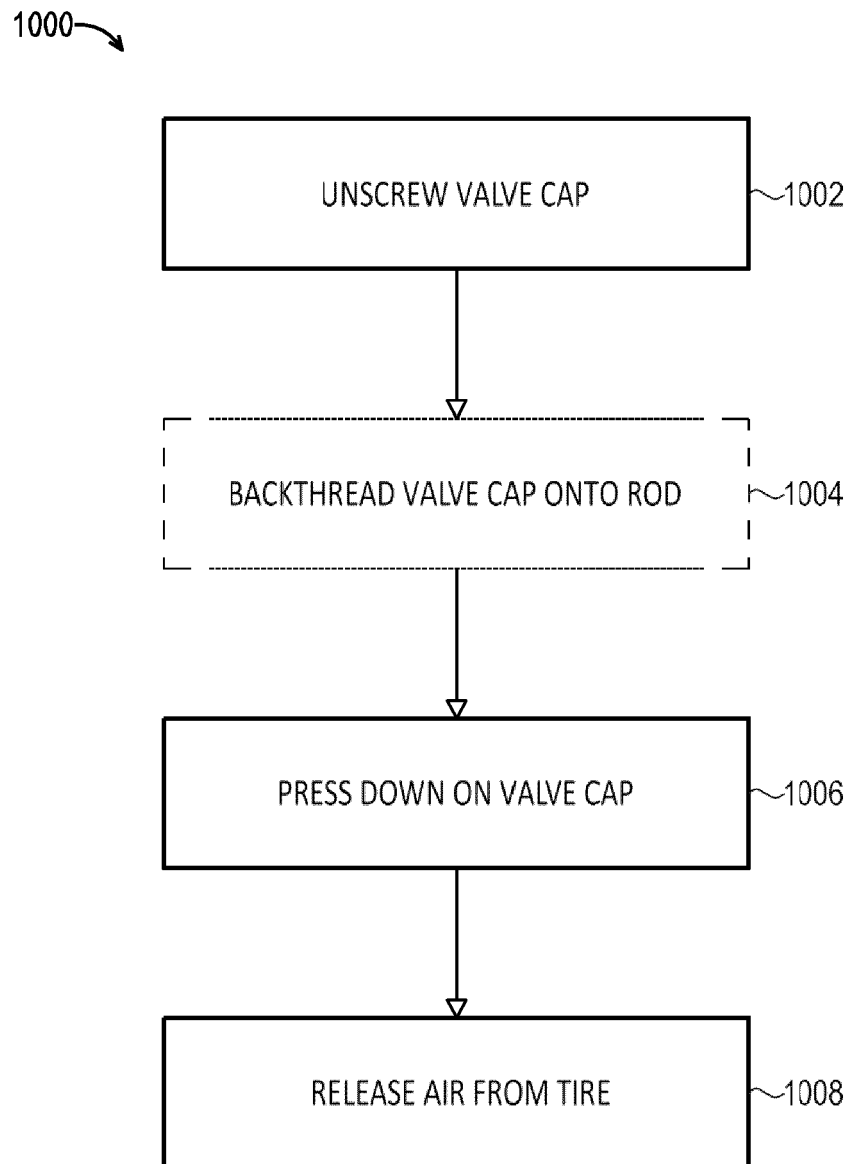 1000
UNSCREW VALVE CAP
1002
BACKTHREAD VALVE CAP ONTO ROD
1004
PRESS DOWN ON VALVE CAP
1006
RELEASE AIR FROM TIRE
1008